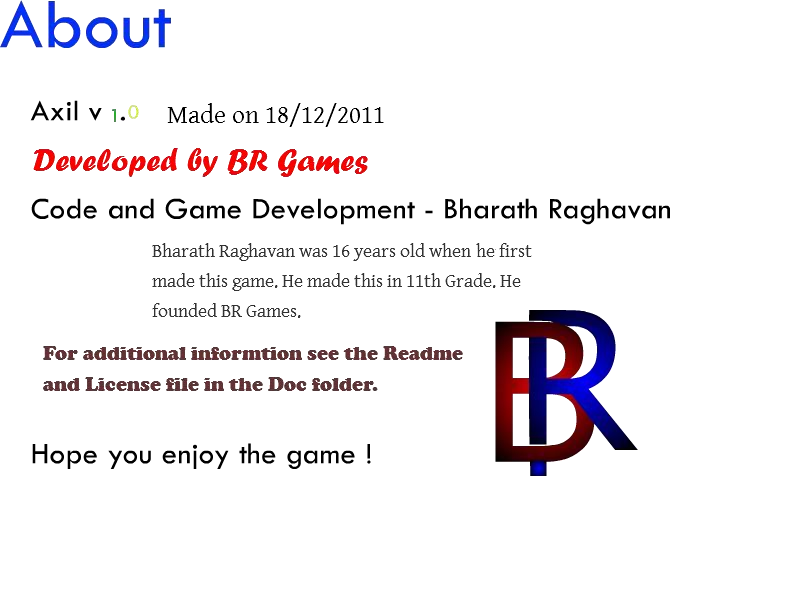 About
Axil v 1.0 Made on 18/12/2011
Developed by BR Games
Code and Game Development - Bharath Raghavan
Bharath Raghavan was 16 years old when he first
made this game. He made this in 11th Grade. He
founded BR Games.
For additional informtion see the Readme
and License file in the Doc folder.
BR
Hope you enjoy the game !